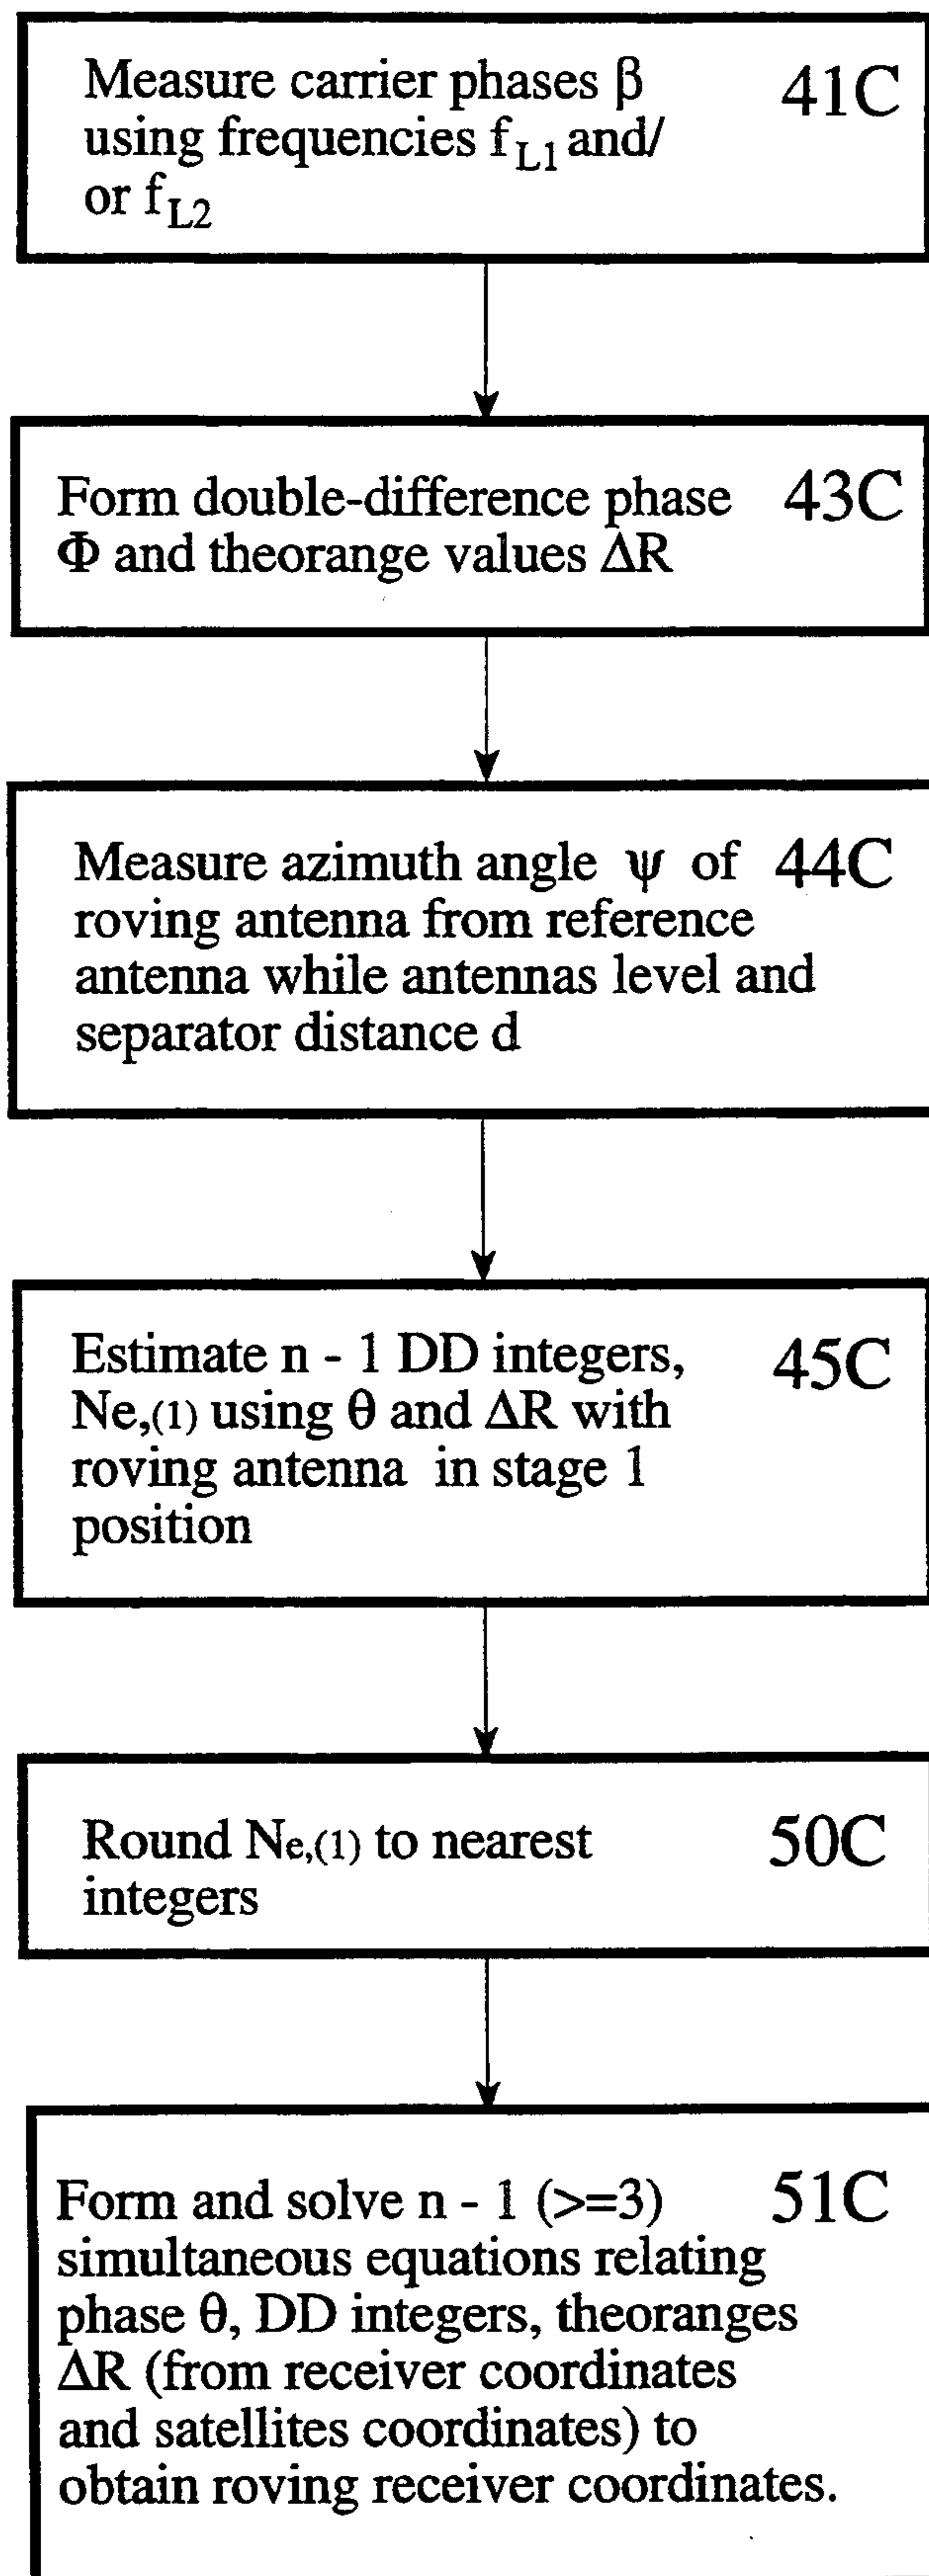 Measure carrier phases β 41C
using frequencies f_L1 and/
or f_L2
Form double-difference phase 43C
Φ and theorange values ΔR
Measure azimuth angle ψ of 44C
roving antenna from reference
antenna while antennas level and
separator distance d
Estimate n - 1 DD integers, 45C
Ne,(1) using θ and ΔR with
roving antenna in stage 1
position
Round Ne,(1) to nearest 50C
integers
Form and solve n - 1 (>=3) 51C
simultaneous equations relating
phase θ, DD integers, theoranges
ΔR (from receiver coordinates
and satellites coordinates) to
obtain roving receiver coordinates.